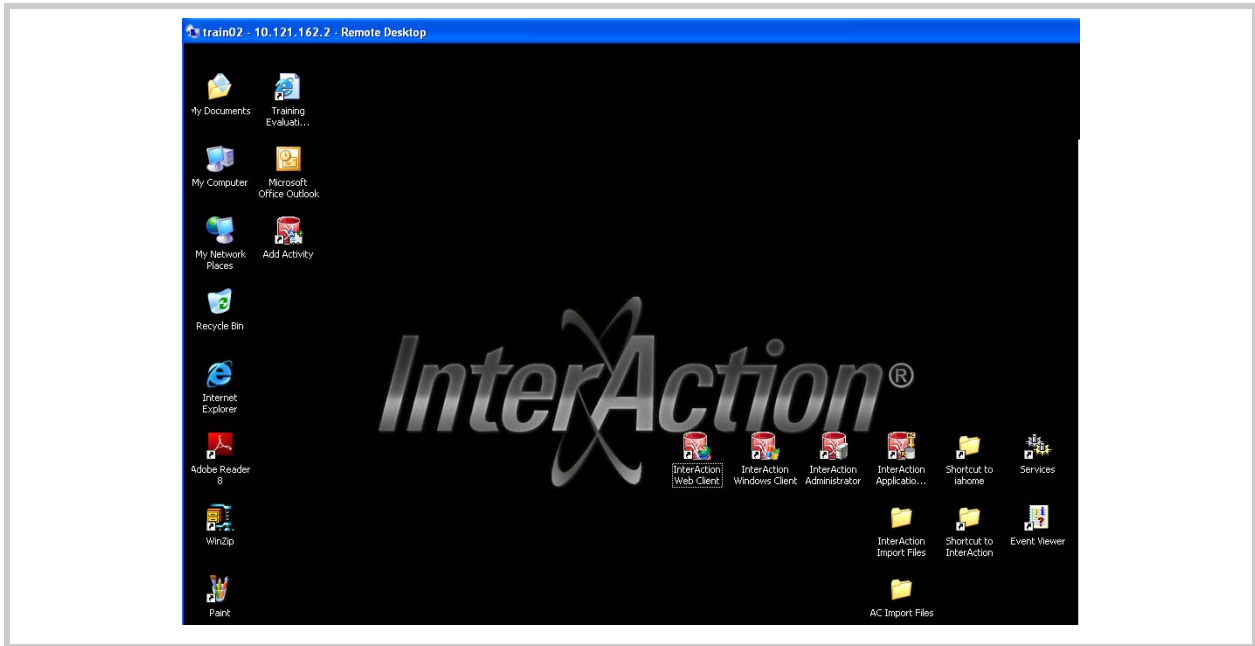 train02 - 10.121.162.2 - Remote Desktop
My Documents
Training
Evaluati...
My Computer
Microsoft
Office Outlook
My Network
Places
Add Activity
Recycle Bin
Internet
Explorer
Adobe Reader
8
WinZip
Paint
InterAction®
InterAction
Web Client
InterAction
Windows Client
InterAction
Administrator
InterAction
Applicatio...
Shortcut to
iahome
Services
InterAction
Import Files
Shortcut to
InterAction
Event Viewer
AC Import Files